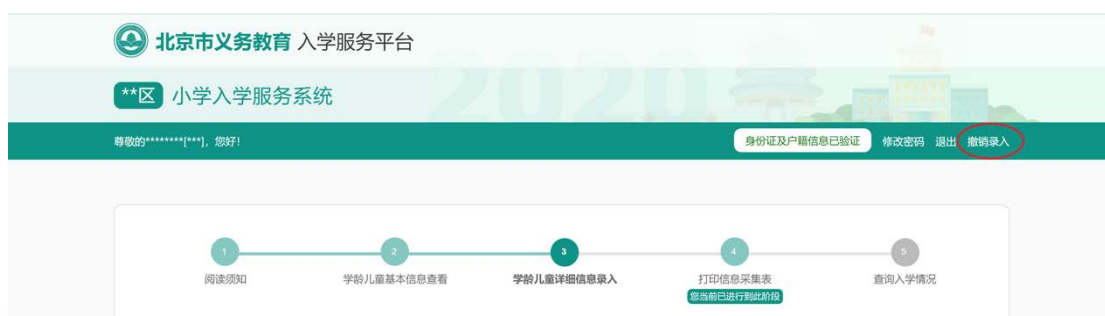 北京市义务教育 入学服务平台
2020
**区 小学入学服务系统
尊敬的********[***]，您好！ 身份证及户籍信息已验证 修改密码 退出 撤销录入
1 2 3 4 5
阅读须知 学龄儿童基本信息查看 学龄儿童详细信息录入 打印信息采集表 查询入学情况
您当前已进行到此阶段